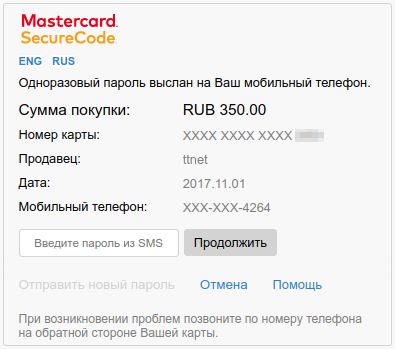 Mastercard.
SecureCode.
ENG RUS
Одноразовый пароль выслан на Ваш мобильный телефон.
Сумма покупки: RUB 350.00
Номер карты: XXXX XXXX XXXX
Продавец: ttnet
Дата: 2017.11.01
Мобильный телефон: XXX-XXX-4264
Введите пароль из SMS Продолжить
Отправить новый пароль Отмена Помощь
При возникновении проблем позвоните по номеру телефона
на обратной стороне Вашей карты.